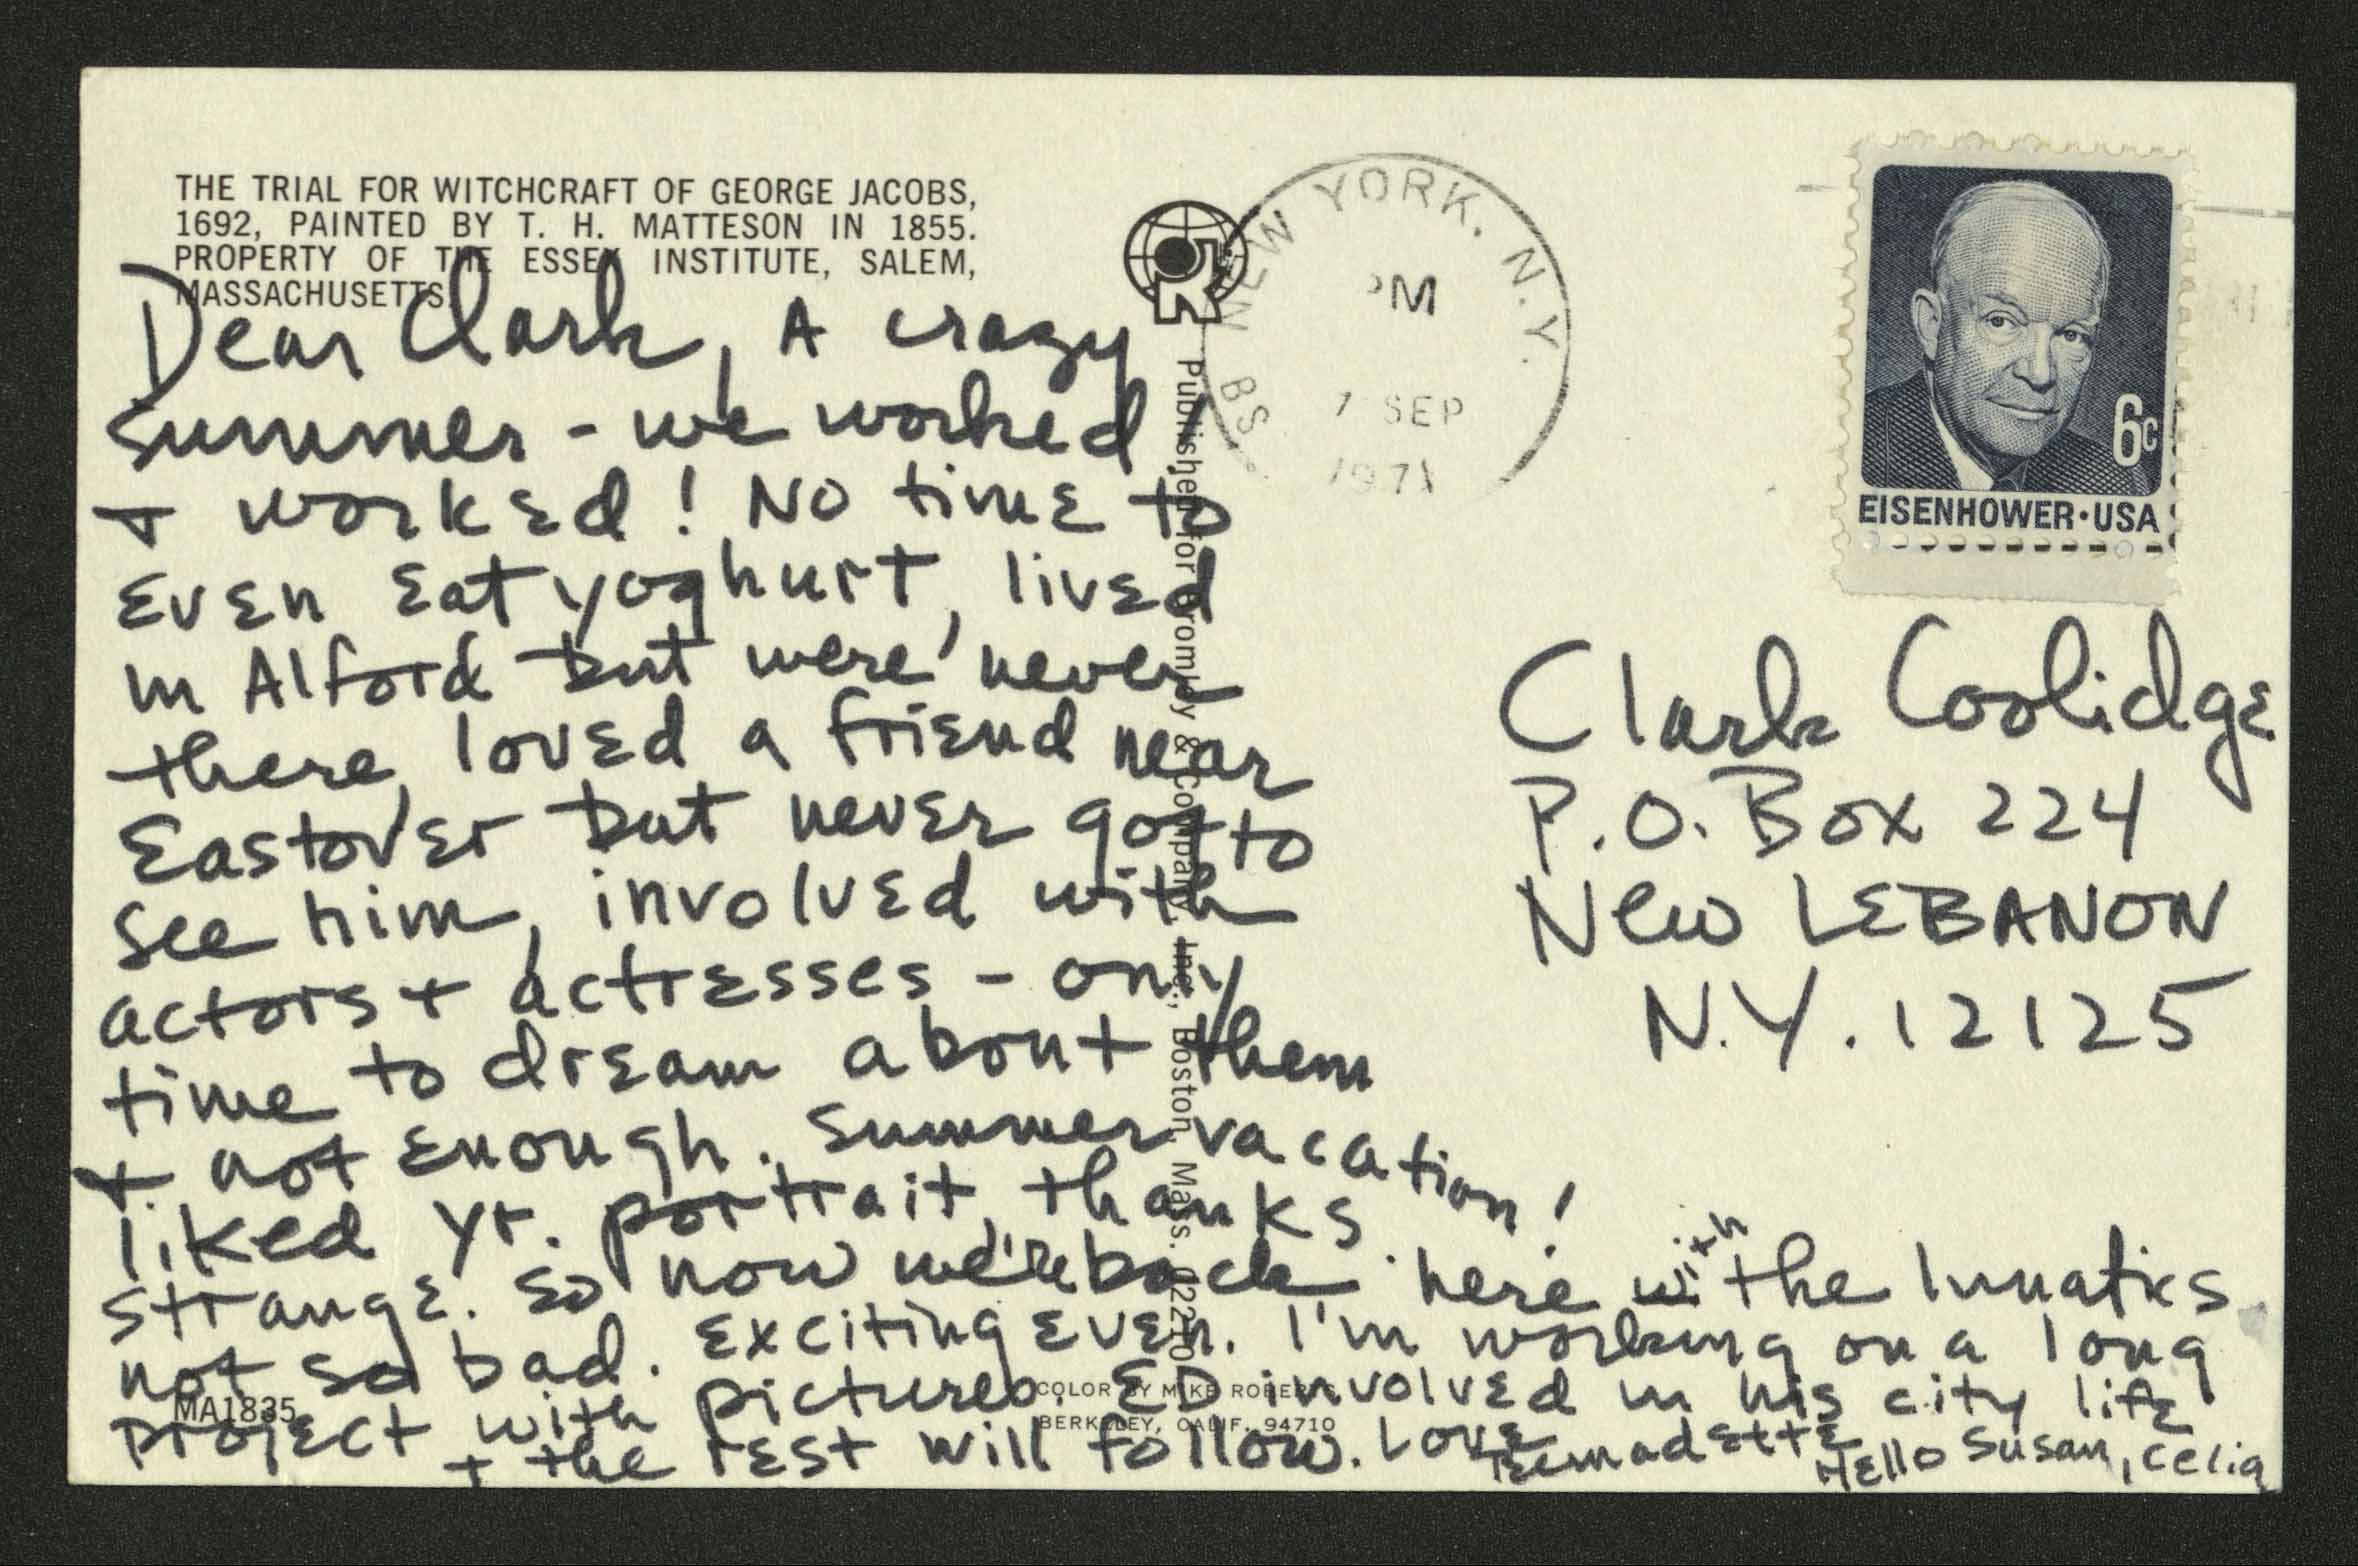 THE TRIAL FOR WITCHCRAFT OF GEORGE JACOBS,
1692, PAINTED BY T. H. MATTESON IN 1855.
PROPERTY OF THE ESSEX INSTITUTE, SALEM,
MASSACHUSETTS.
Dear Clark, A crazy
summer - we worked
+ worked! No time to
even eat yoghurt, lived
in Alford but were never
there, loved a friend near
Eastover but never got to
see him, involved with
actors + actresses - only
time to dream about them
+ not enough. Summer vacation!
liked yr. portrait, thanks.
strange. So now we're back here with the lunatics
not so bad. Exciting even. I'm working on a long
project with pictures. ED involved in his city life
+ the rest will follow. Love
Bernadette
Hello Susan, Celia
MA1835
Published for Bromley & Company, Inc., Boston, Mass. 02210
COLOR BY MIKE ROBERTS
BERKELEY, CALIF. 94710
PR
NEW YORK, N.Y.
BS
PM
7 SEP
1971
6c
EISENHOWER·USA
Clark Coolidge
P.O. Box 224
New LEBANON
N.Y. 12125